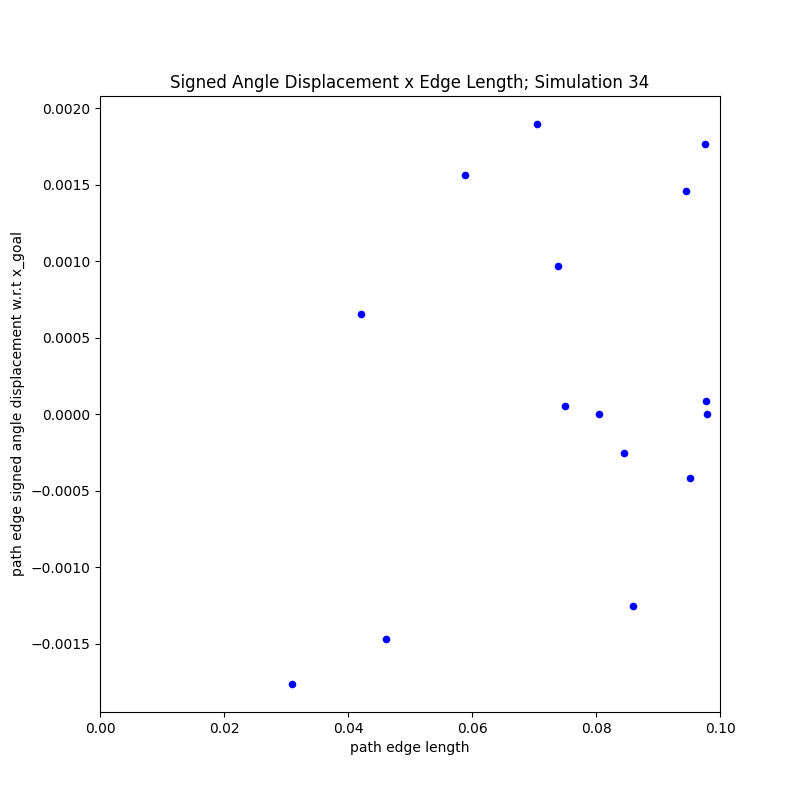 Signed Angle Displacement x Edge Length; Simulation 34
0.0020
0.0015
0.0010
0.0005
0.0000
−0.0005
−0.0010
−0.0015
path edge signed angle displacement w.r.t x_goal
0.00 0.02 0.04 0.06 0.08 0.10
path edge length